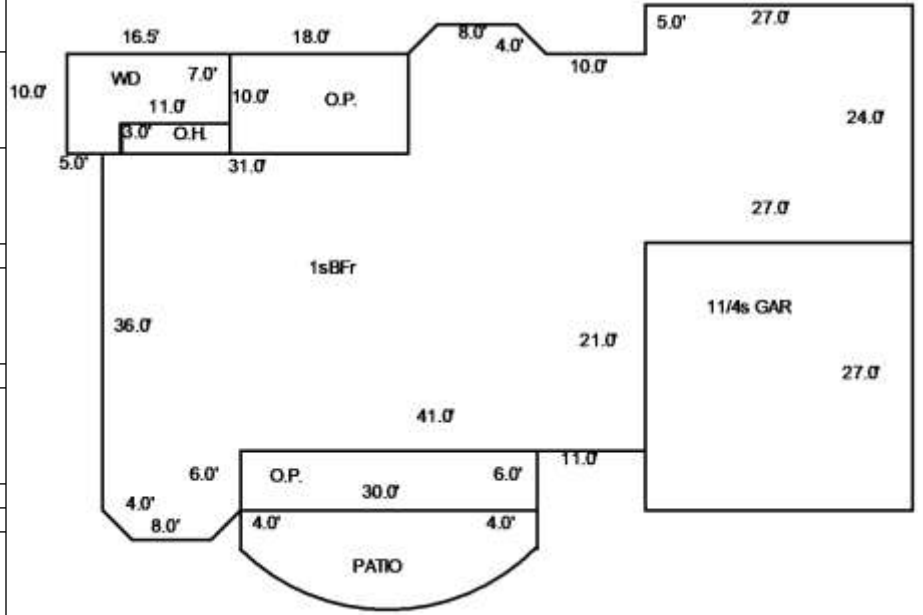 5.0' 27.0'
16.5' 18.0' 8.0' 4.0'
10.0'
WD 7.0'
10.0' 11.0' 10.0' O.P. 24.0'
3.0' O.H.
5.0' 31.0'
27.0'
1sBFr
11/4s GAR
36.0' 21.0'
27.0'
41.0'
11.0'
6.0' O.P. 6.0'
30.0'
4.0' 8.0' 4.0' 4.0'
PATIO